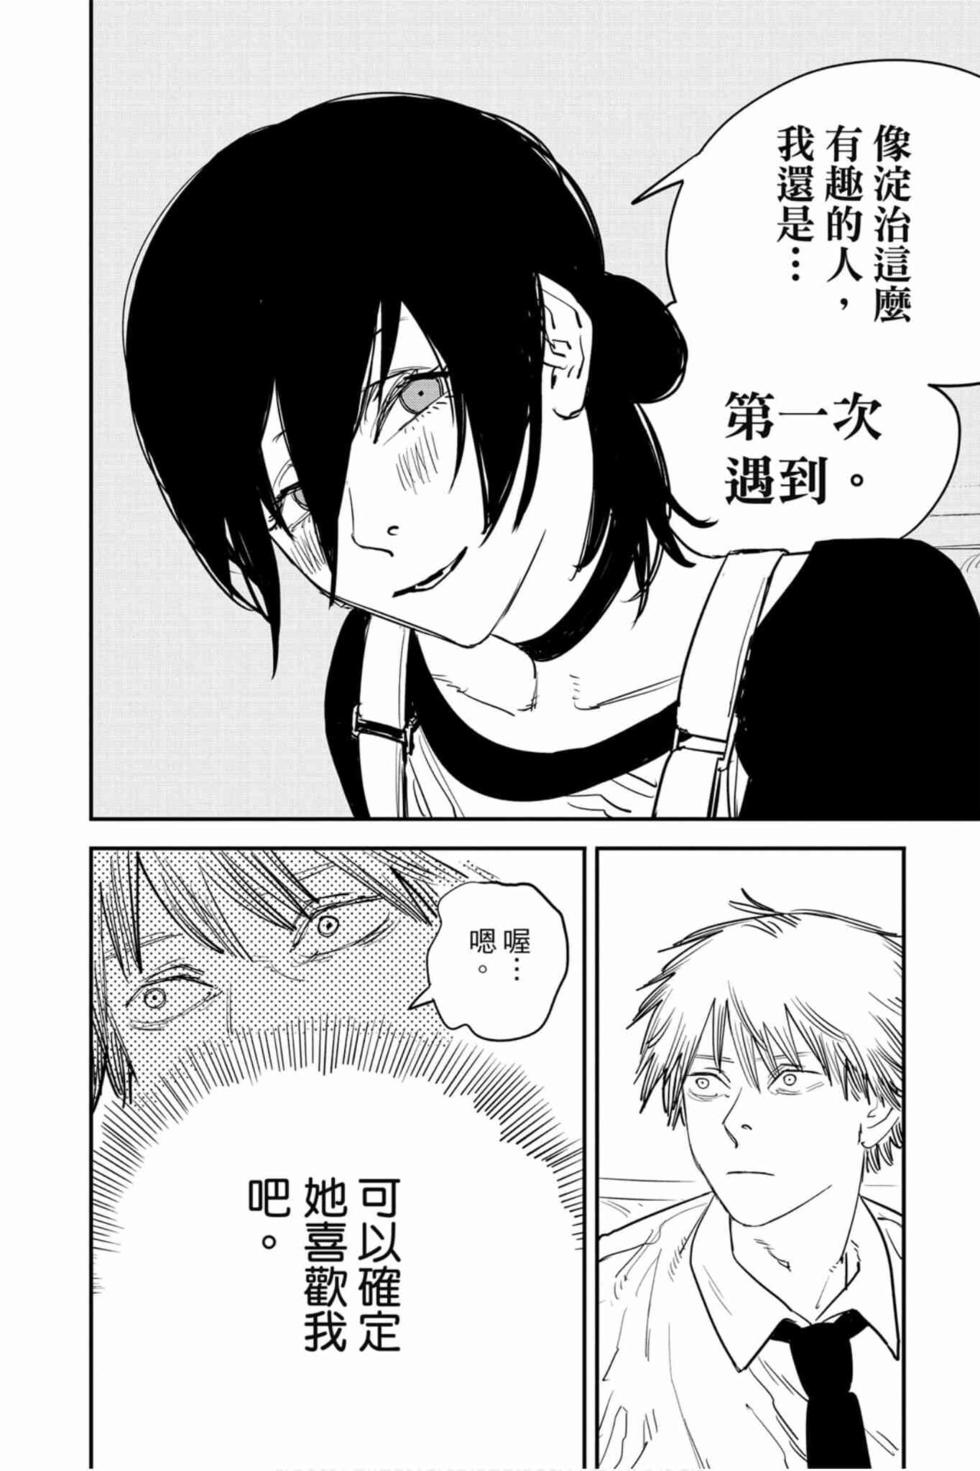 像淀治這麼
有趣的人，
我還是…
第一次
遇到。
喔…
嗯。
可以確定
她喜歡我
吧。